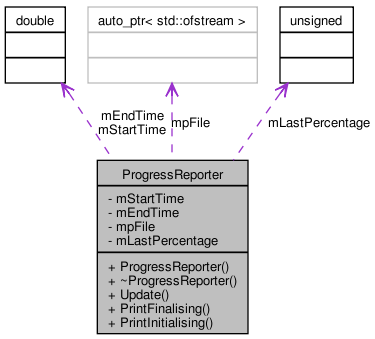 double
auto_ptr< std::ofstream >
unsigned
mEndTime
mStartTime
mpFile
mLastPercentage
ProgressReporter
- mStartTime
- mEndTime
- mpFile
- mLastPercentage
+ ProgressReporter()
+ ~ProgressReporter()
+ Update()
+ PrintFinalising()
+ PrintInitialising()